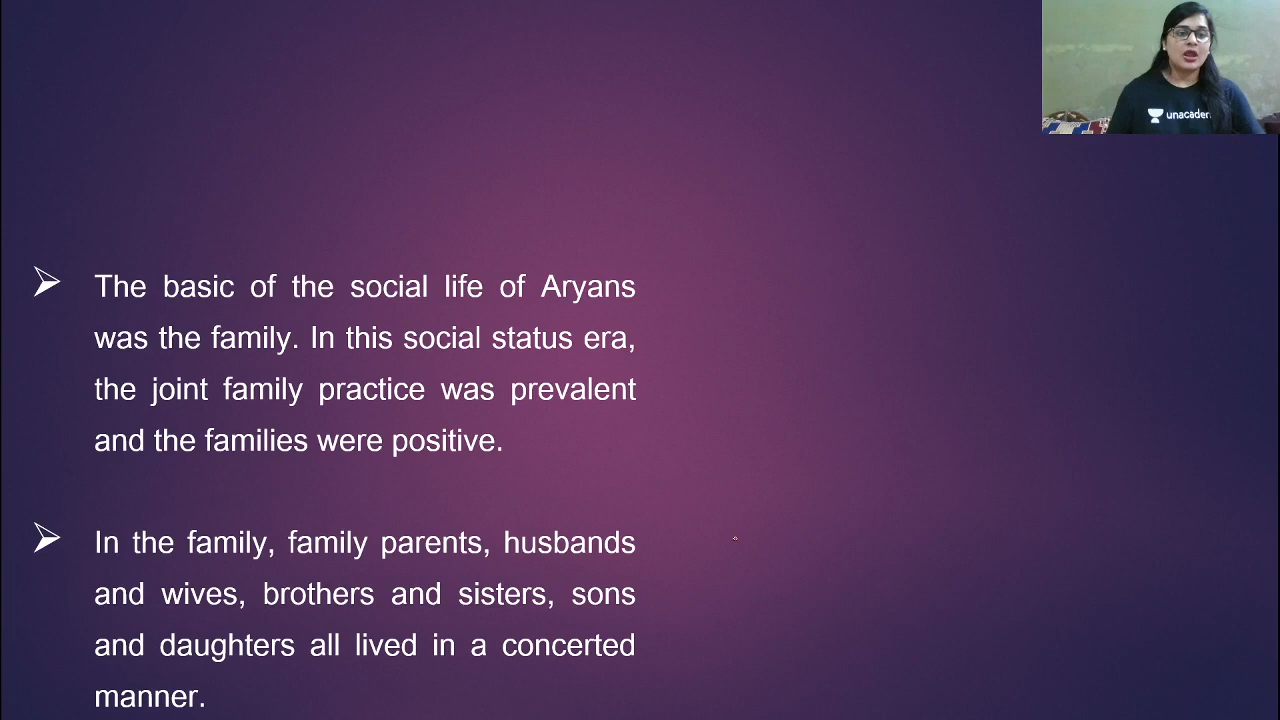 unacadem
The basic of the social life of Aryans
was the family. In this social status era,
the joint family practice was prevalent
and the families were positive.
In the family, family parents, husbands
and wives, brothers and sisters, sons
and daughters all lived in a concerted
manner.